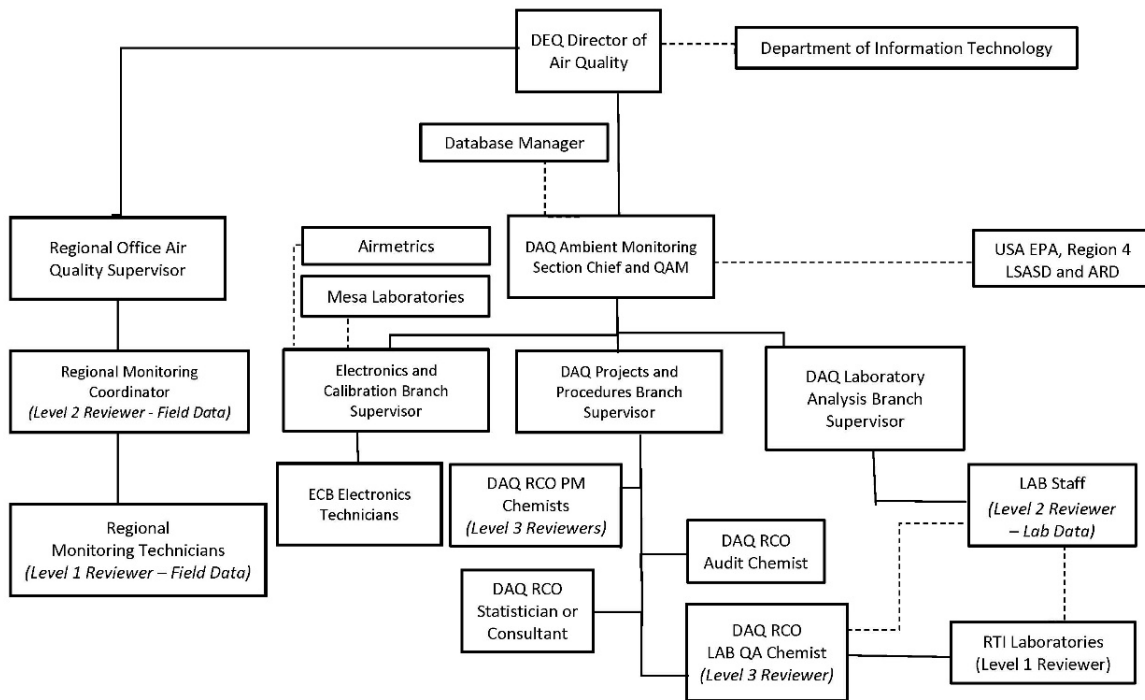 DEQ Director of
Air Quality
Department of Information Technology
Database Manager
Regional Office Air
Quality Supervisor
Airmetrics
Mesa Laboratories
DAQ Ambient Monitoring
Section Chief and QAM
USA EPA, Region 4
LSASD and ARD
Regional Monitoring
Coordinator
(Level 2 Reviewer - Field Data)
Electronics and
Calibration Branch
Supervisor
DAQ Projects and
Procedures Branch
Supervisor
DAQ Laboratory
Analysis Branch
Supervisor
Regional
Monitoring Technicians
(Level 1 Reviewer – Field Data)
ECB Electronics
Technicians
DAQ RCO PM
Chemists
(Level 3 Reviewers)
LAB Staff
(Level 2 Reviewer
– Lab Data)
DAQ RCO
Audit Chemist
DAQ RCO
Statistician or
Consultant
DAQ RCO
LAB QA Chemist
(Level 3 Reviewer)
RTI Laboratories
(Level 1 Reviewer)